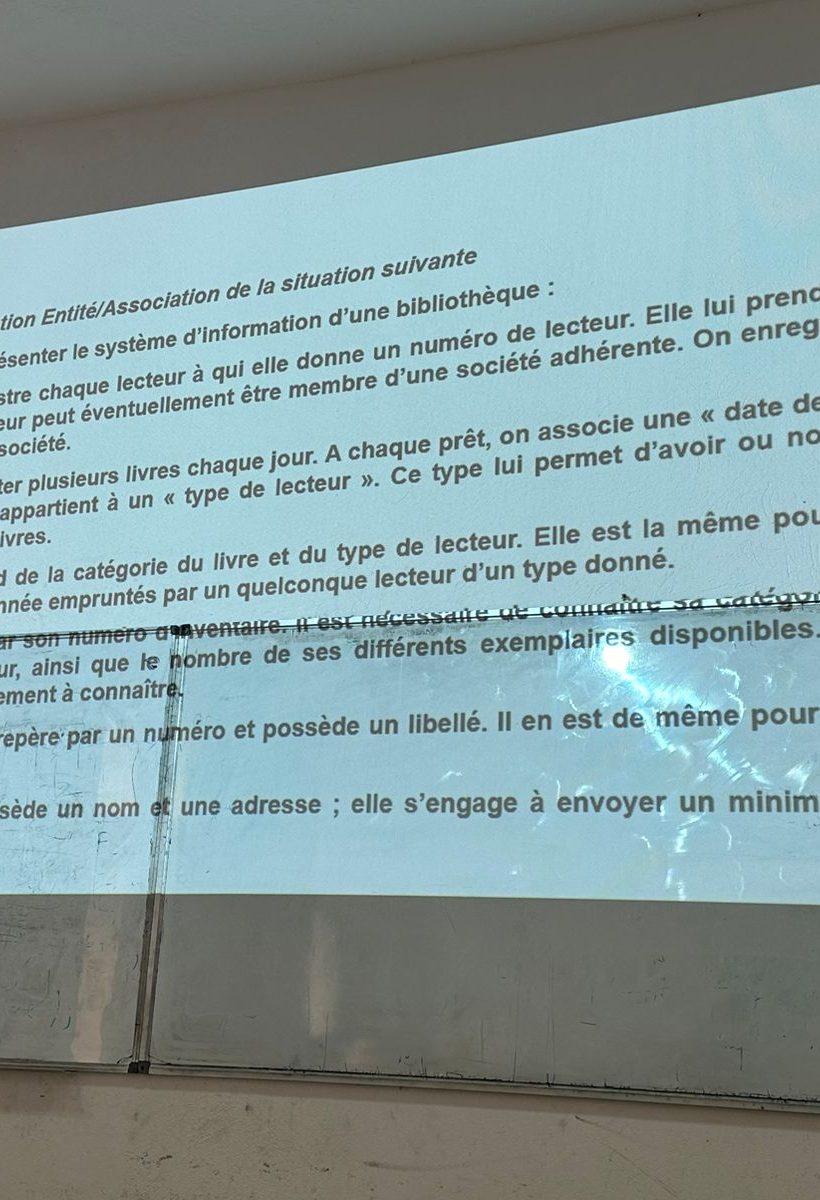 tion Entité/Association de la situation suivante
ésenter le système d'information d'une bibliothèque :
stre chaque lecteur à qui elle donne un numéro de lecteur. Elle lui prend
eur peut éventuellement être membre d'une société adhérente. On enreg
société.
ter plusieurs livres chaque jour. A chaque prêt, on associe une « date de
appartient à un « type de lecteur ». Ce type lui permet d'avoir ou no
ivres.
d de la catégorie du livre et du type de lecteur. Elle est la même pou
nnée empruntés par un quelconque lecteur d'un type donné.
ar son numéro d'inventaire. Il est nécessaire de connaître sa catégo
ur, ainsi que le nombre de ses différents exemplaires disponibles.
ement à connaître.
repère par un numéro et possède un libellé. Il en est de même pour
sède un nom et une adresse ; elle s'engage à envoyer un minim